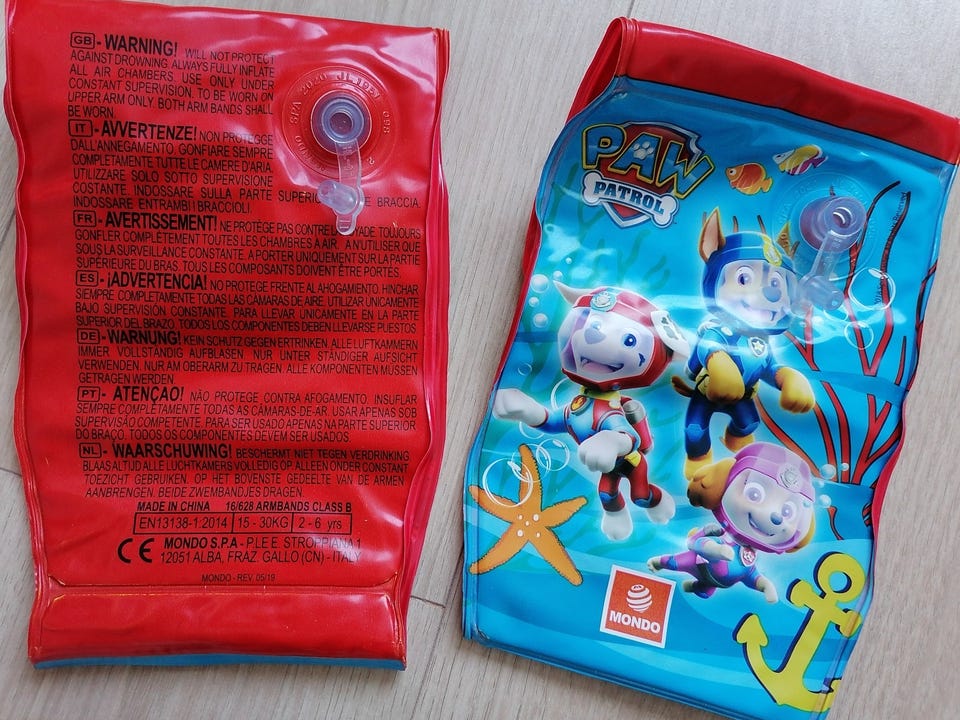 GB - WARNING! WILL NOT PROTECT
AGAINST DROWNING. ALWAYS FULLY INFLATE
ALL AIR CHAMBERS. USE ONLY UNDER
CONSTANT SUPERVISION. TO BE WORN ON
UPPER ARM ONLY. BOTH ARM BANDS SHALL
BE WORN.
IT - AVVERTENZE! NON PROTEGGE
DALL'ANNEGAMENTO. GONFIARE SEMPRE
COMPLETAMENTE TUTTE LE CAMERE D'ARIA.
UTILIZZARE SOLO SOTTO SUPERVISIONE
COSTANTE. INDOSSARE SULLA PARTE BRACCIA.
INDOSSARE ENTRAMBI I BRACCIOLI.
FR - AVERTISSEMENT! NE PROTÈGE PAS CONTRE TOUJOURS
GONFLER COMPLÈTEMENT TOUTES LES CHAMBRES À AIR. A N'UTILISER QUE
SOUS LA SURVEILLANCE CONSTANTE. A PORTER UNIQUEMENT SUR LA PARTIE
SUPÉRIEURE DU BRAS. TOUS LES COMPOSANTS DOIVENT ÊTRE PORTÉS.
ES - ¡ADVERTENCIA! NO PROTEGE FRENTE AL AHOGAMIENTO. HINCHAR
SIEMPRE COMPLETAMENTE TODAS LAS CÁMARAS DE AIRE. UTILIZAR ÚNICAMENTE
BAJO SUPERVISIÓN CONSTANTE. PARA LLEVAR ÚNICAMENTE EN LA PARTE
SUPERIOR DEL BRAZO. TODOS LOS COMPONENTES DEBEN LLEVARSE PUESTOS
DE - WARNUNG! KEIN SCHUTZ GEGEN ERTRINKEN. ALLE LUFTKAMMERN
IMMER VOLLSTÄNDIG AUFBLASEN. NUR UNTER STÄNDIGER AUFSICHT
VERWENDEN. NUR AM OBERARM ZU TRAGEN. ALLE KOMPONENTEN MÜSSEN
GETRAGEN WERDEN.
PT - ATENÇAO! NÃO PROTEGE CONTRA AFOGAMENTO. INSUFLAR
SEMPRE COMPLETAMENTE TODAS AS CÂMARAS-DE-AR. USAR APENAS SOB
SUPERVISÃO COMPETENTE. PARA SER USADO APENAS NA PARTE SUPERIOR
DO BRAÇO. TODOS OS COMPONENTES DEVEM SER USADOS.
NL - WAARSCHUWING! BESCHERMT NIET TEGEN VERDRINKING
BLAAS ALTIJD ALLE LUCHTKAMERS VOLLEDIG OP ALLEEN ONDER CONSTANT
TOEZICHT GEBRUIKEN. OP HET BOVENSTE GEDEELTE VAN DE ARMEN
AANBRENGEN. BEIDE ZWEMBANDJES DRAGEN.
MADE IN CHINA 16/628 ARMBANDS CLASS B
EN13138-1:2014 15 - 30KG 2 - 6 yrs
CE MONDO S.P.A - P.LE E. STROPPIANA 1
12051 ALBA, FRAZ. GALLO (CN) - ITALY
MONDO - REV. 05/19
PAW
PATROL
MONDO